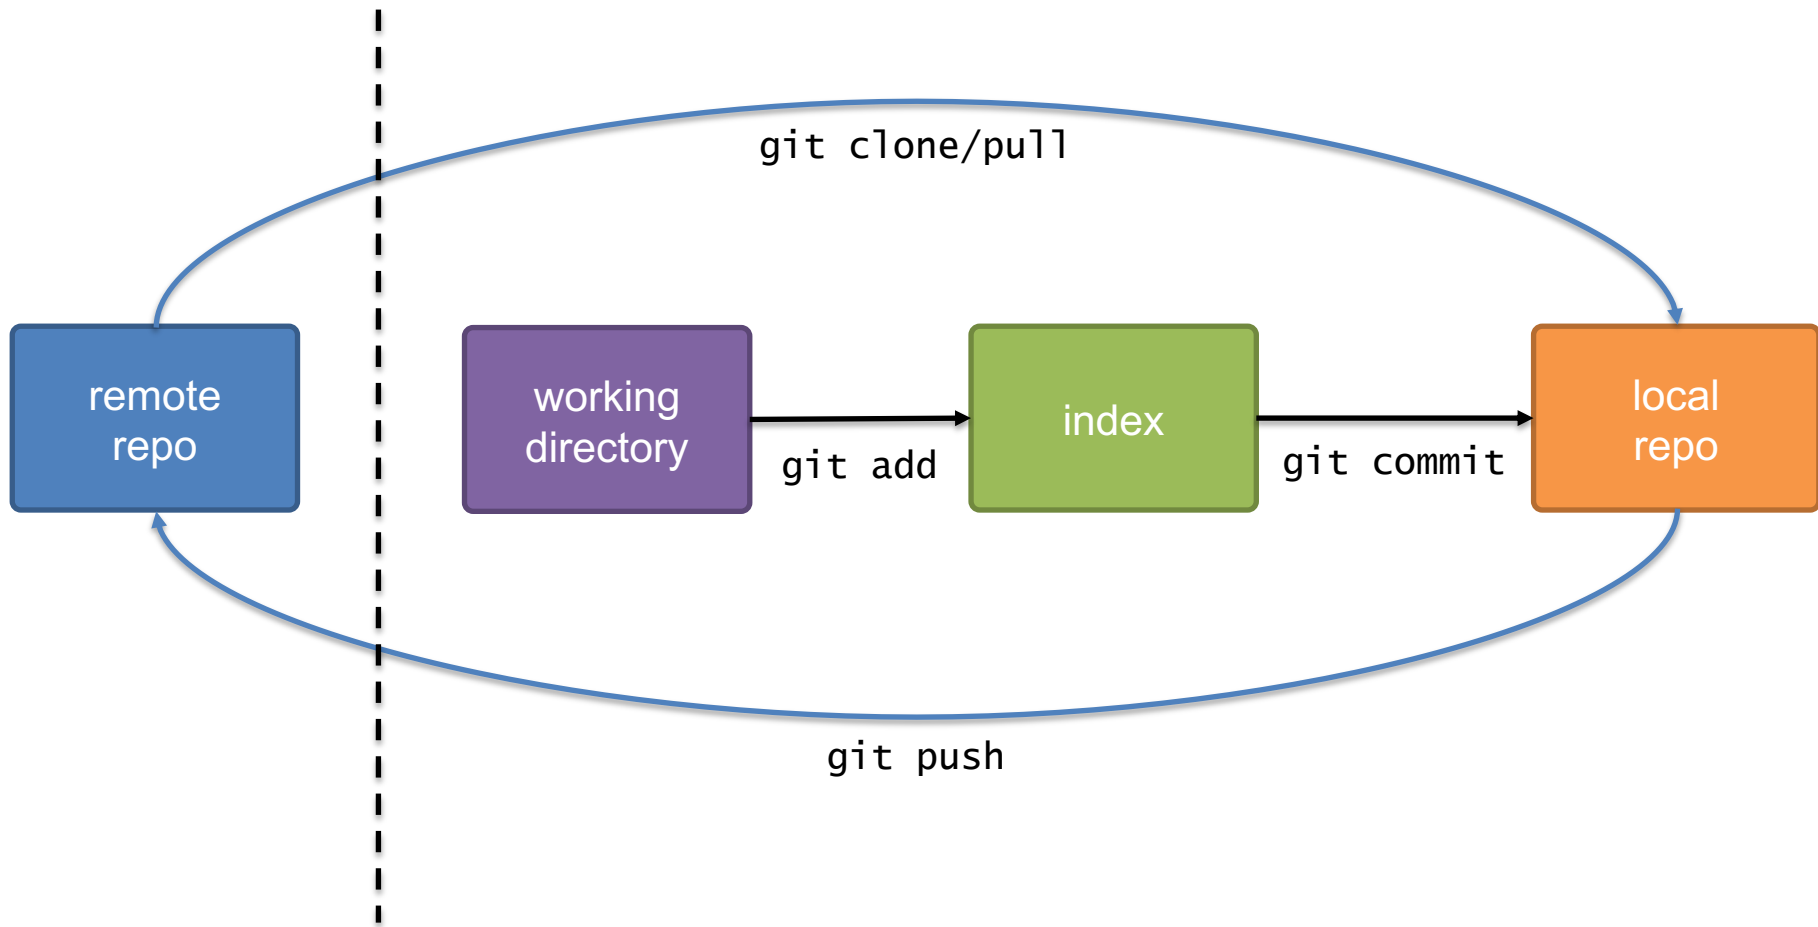 git clone/pull
remote
repo
working
directory
git add
index
git commit
local
repo
git push